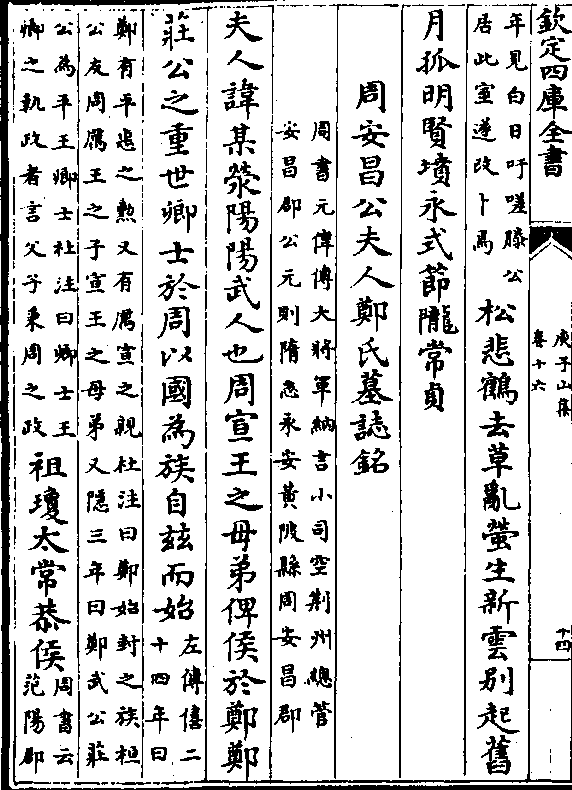 欽定四庫全書
庾子山集
卷十六
十四
年見白日吁嗟滕公
居此室遂改卜焉
松悲鶴去草亂螢生新雲別起舊
月孤明賢墳永式節隴常貞
周安昌公夫人鄭氏墓誌銘
周書元偉傳大將軍納言小司空荆州總管
安昌郡公元則隋志永安黄陂縣周安昌郡
夫人諱某滎陽陽武人也周宣王之母弟俾侯於鄭鄭
莊公之重世卿士於周以國為族自兹而始
左傳僖二
十四年曰
鄭有平惠之勲又有厲宣之親杜注曰鄭始封之族桓
公友周厲王之子宣王之母弟又隱三年曰鄭武公莊
公為平王卿士杜注曰卿士王
卿之執政者言父子秉周之政
祖瓊太常恭侯
周書云
范陽郡